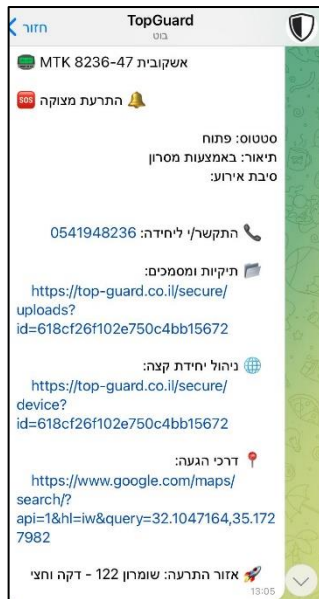 חזור
TopGuard
בוט
אשקובית MTK 8236-47
SOS התרעת מצוקה
סטטוס: פתוח
תיאור: באמצעות מסרון
סיבת אירוע:
התקשר/י ליחידה: 0541948236
תיקיות ומסמכים:
https://top-guard.co.il/secure/
uploads?
id=618cf26f102e750c4bb15672
ניהול יחידת קצה:
https://top-guard.co.il/secure/
device?
id=618cf26f102e750c4bb15672
דרכי הגעה:
https://www.google.com/maps/
search/?
api=1&hl=iw&query=32.1047164,35.172
7982
אזור התרעה: שומרון 122 - דקה וחצי
13:05